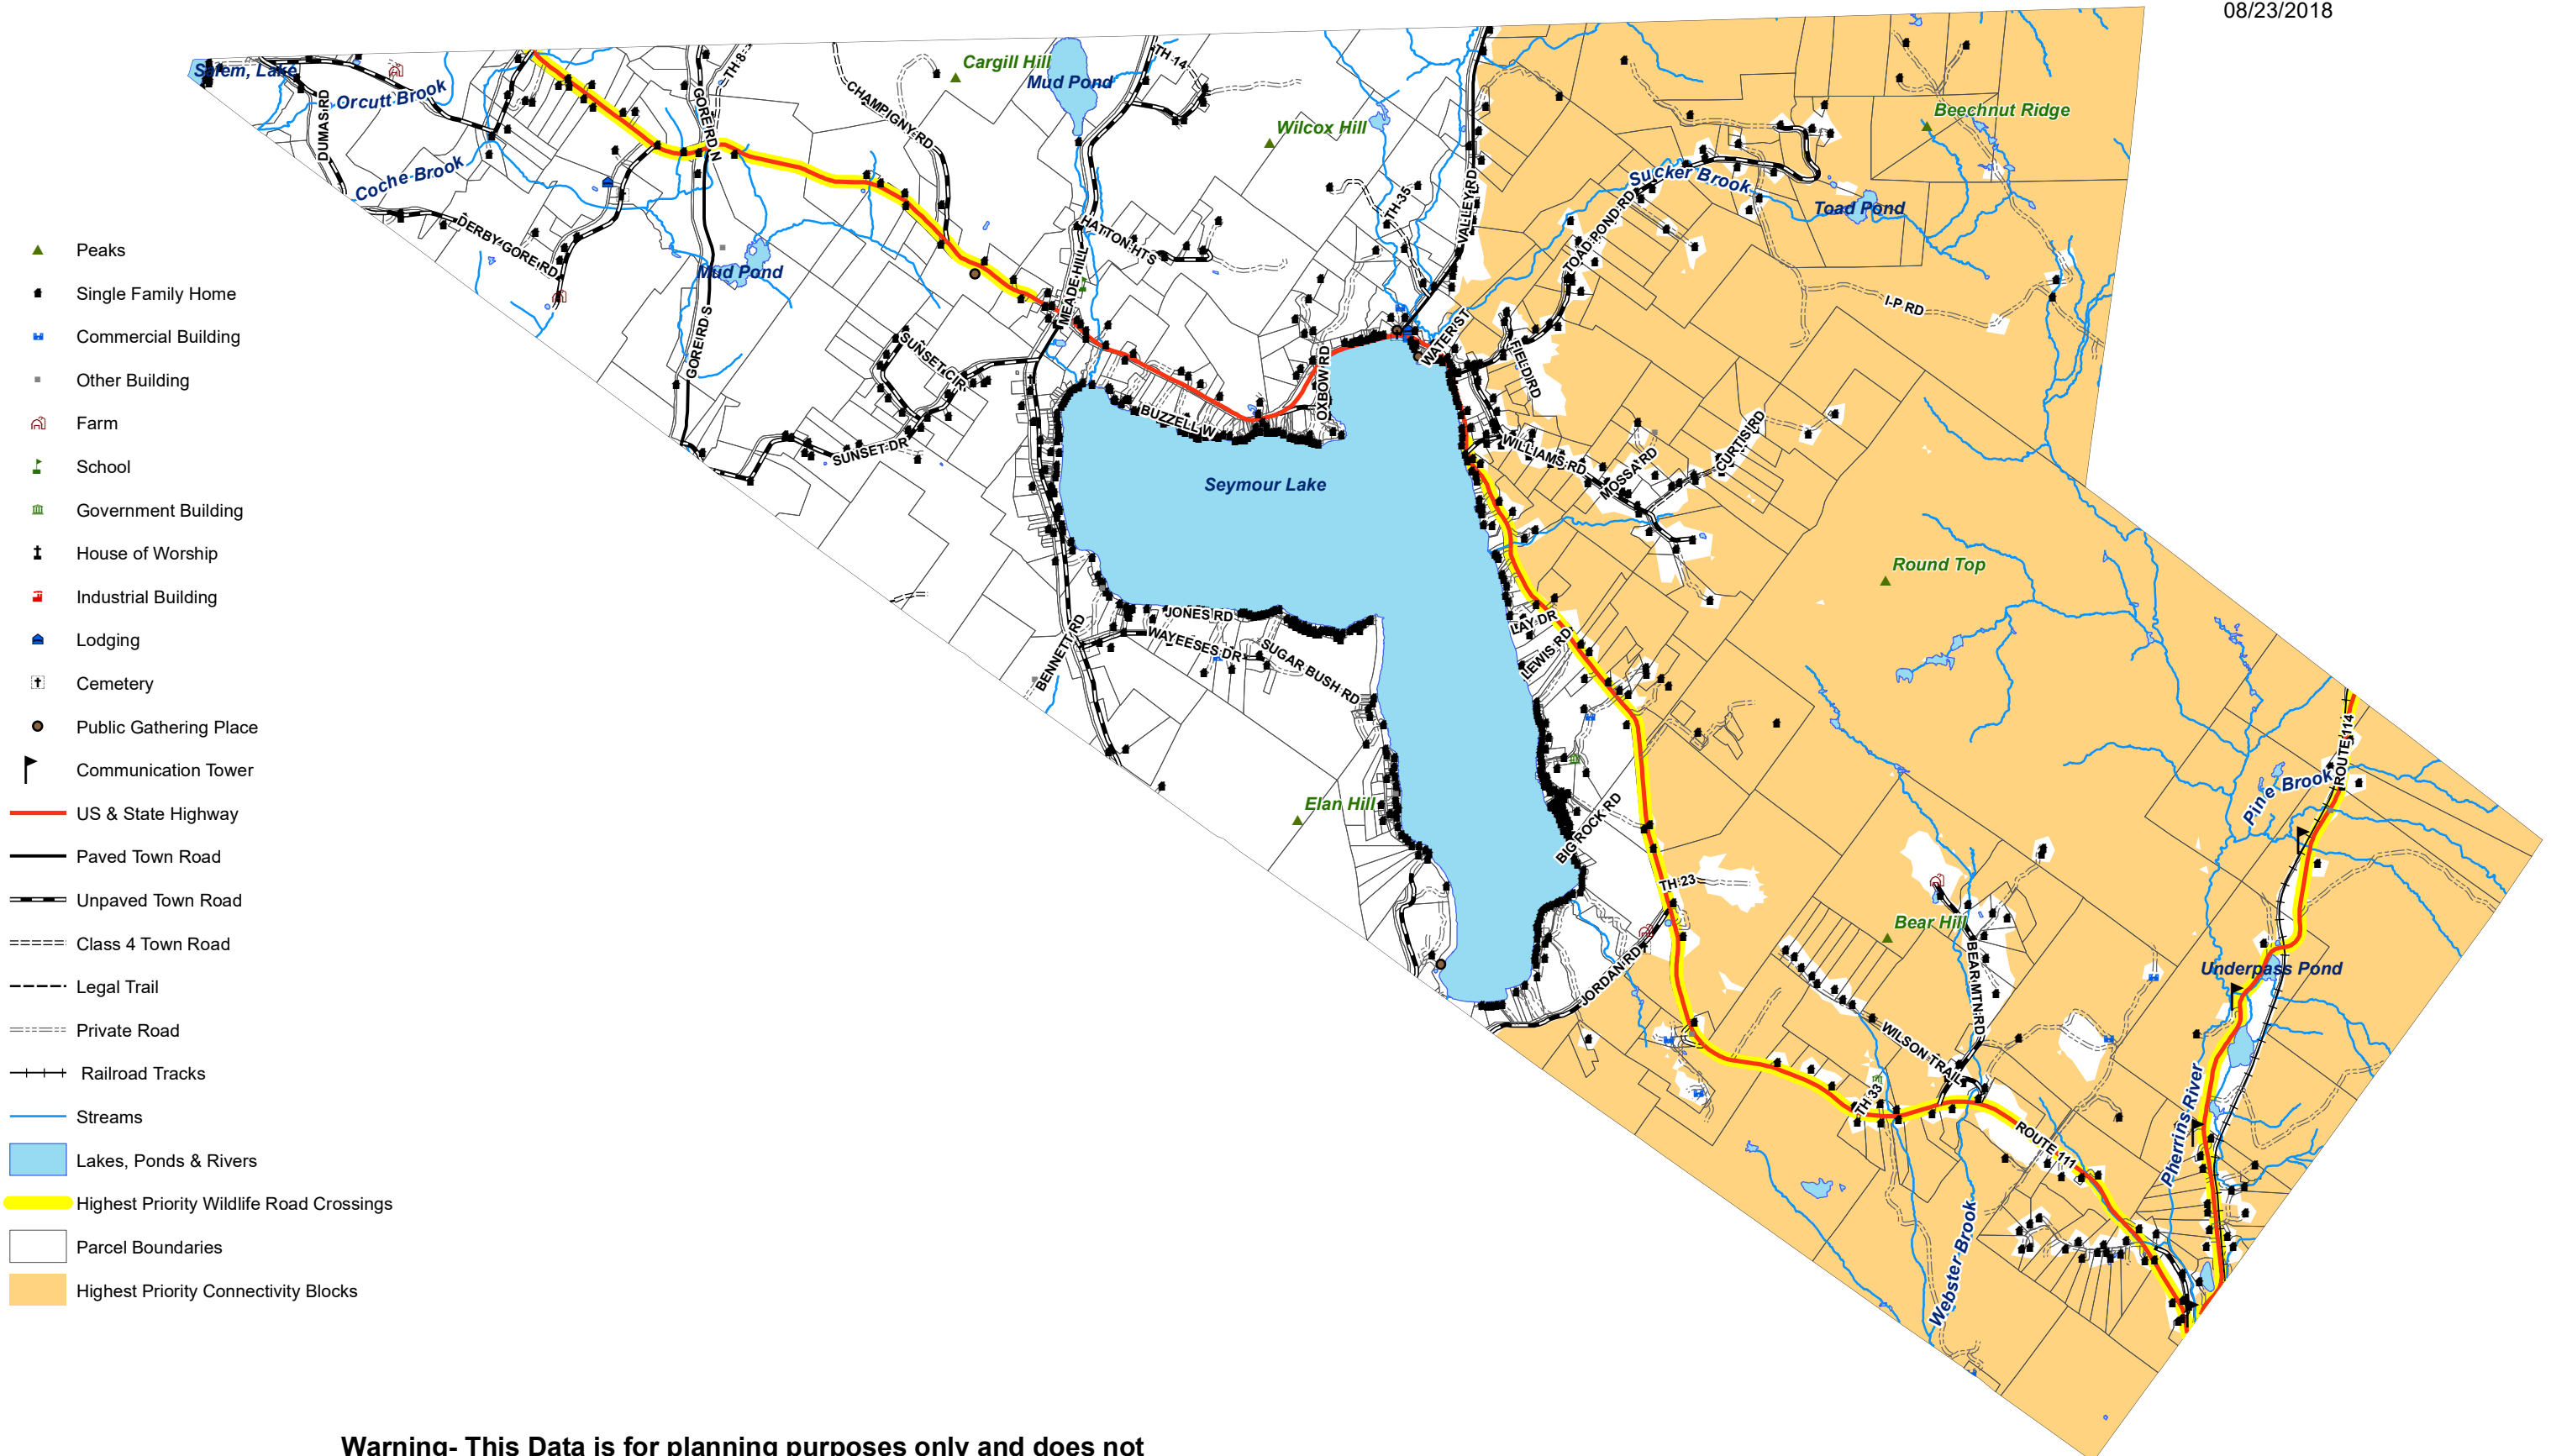 08/23/2018
Salem, Lake
Orcutt Brook
DUMAS RD
Coche Brook
DERBY GORE RD
GORE RD N
TH-8
CHAMPIGNY RD
Cargill Hill
Mud Pond
TH-14
Wilcox Hill
TH-35
VALLEY RD
Sucker Brook
Beechnut Ridge
Toad Pond
TOAD POND RD
I-P RD
Mud Pond
GORE RD S
HATTON HTS
MEADE HILL
SUNSET CIR
SUNSET DR
BUZZELL W
OXBOW RD
WATER ST
FIELD RD
WILLIAMS RD
MOSSA RD
CURTIS RD
Seymour Lake
Round Top
JONES RD
WAYEESES DR
SUGAR BUSH RD
BENNETT RD
LAY DR
LEWIS RD
Elan Hill
BIG ROCK RD
TH-23
JORDAN RD
Bear Hill
BEAR MTN RD
WILSON TRAIL
TH 33
ROUTE 111
ROUTE 114
Pine Brook
Underpass Pond
Pherrins River
Webster Brook
Peaks
Single Family Home
Commercial Building
Other Building
Farm
School
Government Building
House of Worship
Industrial Building
Lodging
Cemetery
Public Gathering Place
Communication Tower
US & State Highway
Paved Town Road
Unpaved Town Road
Class 4 Town Road
Legal Trail
Private Road
Railroad Tracks
Streams
Lakes, Ponds & Rivers
Highest Priority Wildlife Road Crossings
Parcel Boundaries
Highest Priority Connectivity Blocks
Warning- This Data is for planning purposes only and does not